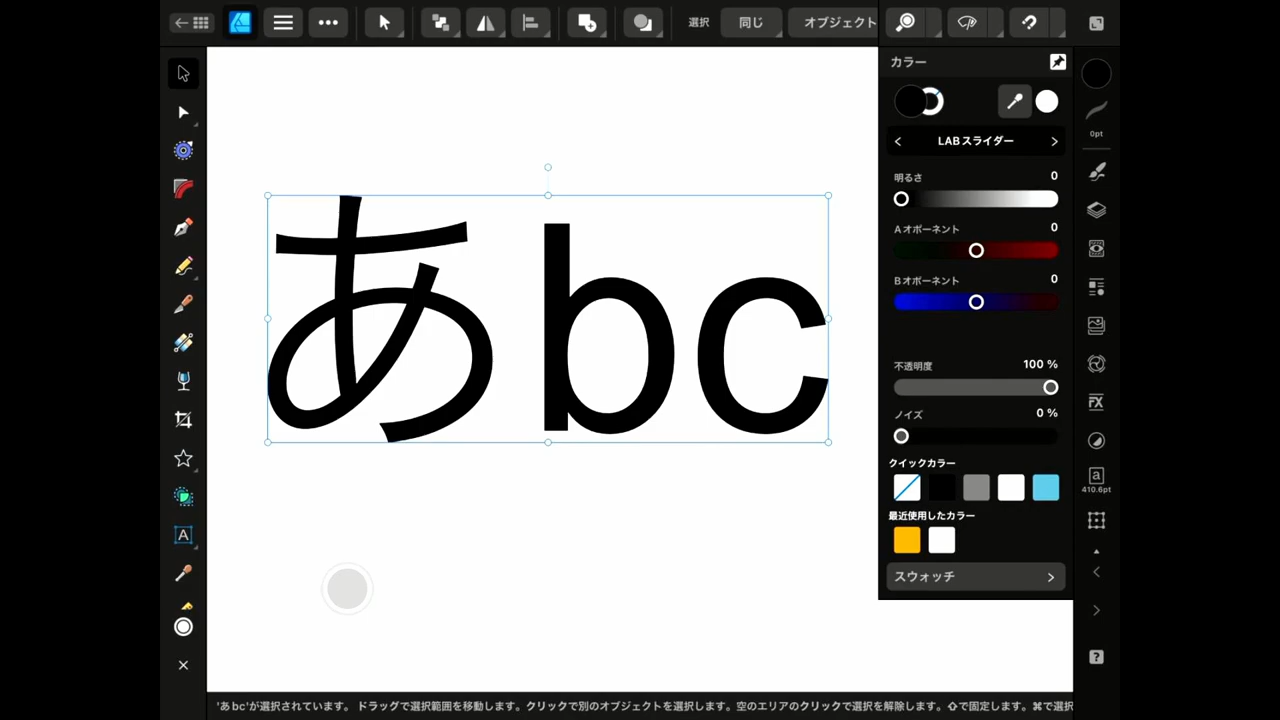 選択
同じ
オブジェクト
カラー
LABスライダー
0pt
明るさ 0
Aオポーネント 0
Bオポーネント 0
不透明度 100 %
ノイズ 0 %
クイックカラー
最近使用したカラー
スウォッチ
FX
a
410.6pt
A
?
あbc
'あbc'が選択されています。 ドラッグで選択範囲を移動します。クリックで別のオブジェクトを選択します。空のエリアのクリックで選択を解除します。⇧で固定します。⌘で選択